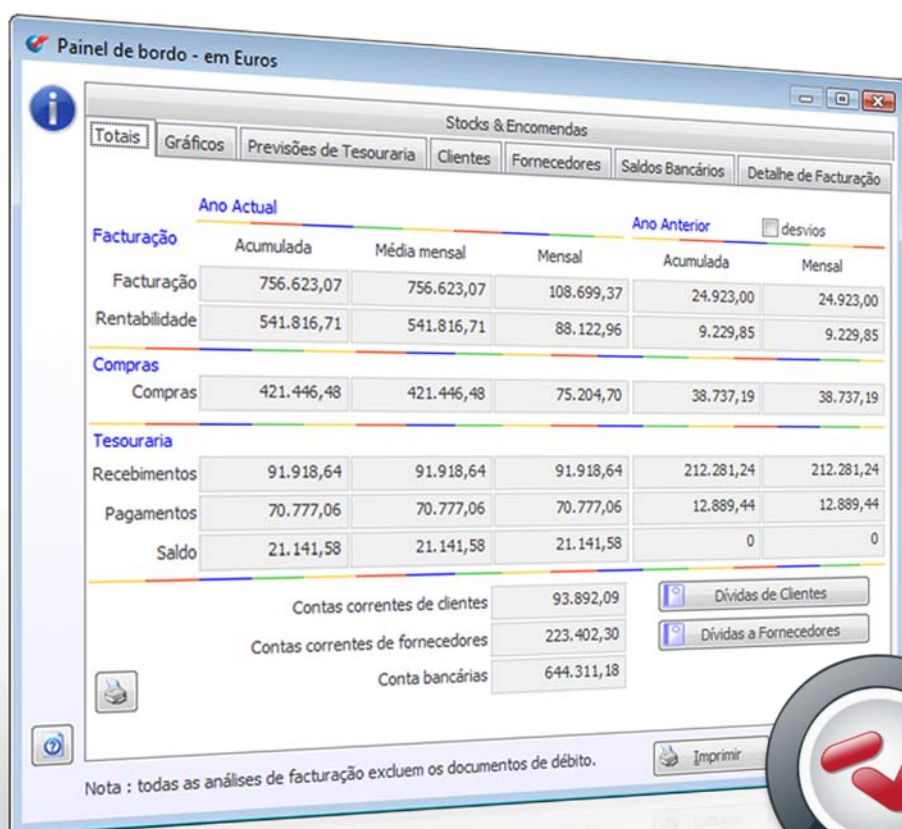 Painel de bordo - em Euros
Stocks & Encomendas
Totais Gráficos Previsões de Tesouraria Clientes Fornecedores Saldos Bancários Detalhe de Facturação
Ano Actual Ano Anterior desvios
Facturação Acumulada Média mensal Mensal Acumulada Mensal
Facturação 756.623,07 756.623,07 108.699,37 24.923,00 24.923,00
Rentabilidade 541.816,71 541.816,71 88.122,96 9.229,85 9.229,85
Compras
Compras 421.446,48 421.446,48 75.204,70 38.737,19 38.737,19
Tesouraria
Recebimentos 91.918,64 91.918,64 91.918,64 212.281,24 212.281,24
Pagamentos 70.777,06 70.777,06 70.777,06 12.889,44 12.889,44
Saldo 21.141,58 21.141,58 21.141,58 0 0
Contas correntes de clientes 93.892,09 Dívidas de Clientes
Contas correntes de fornecedores 223.402,30 Dívidas a Fornecedores
Conta bancárias 644.311,18
Nota : todas as análises de facturação excluem os documentos de débito. Imprimir